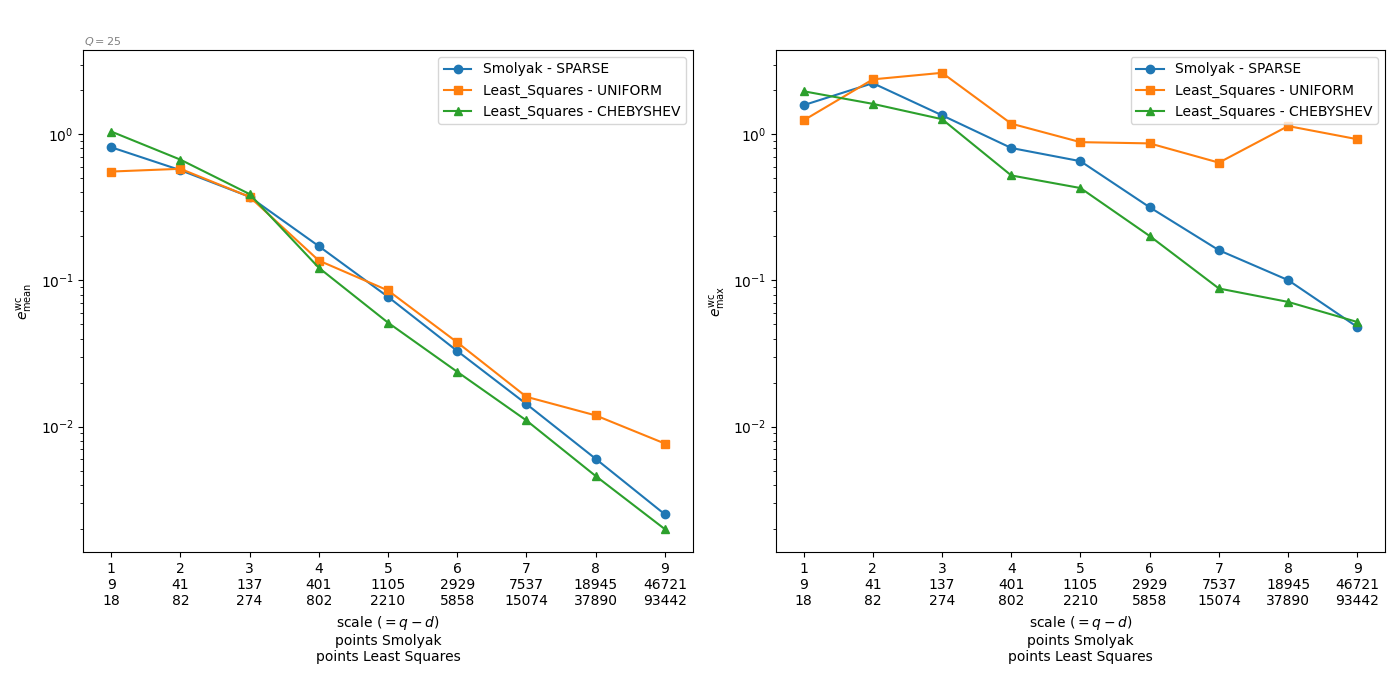 Q = 25
Smolyak - SPARSE
Least_Squares - UNIFORM
Least_Squares - CHEBYSHEV
10⁰
10⁻¹
10⁻²
e^wc_mean
1 2 3 4 5 6 7 8 9
9 41 137 401 1105 2929 7537 18945 46721
18 82 274 802 2210 5858 15074 37890 93442
scale (= q − d)
points Smolyak
points Least Squares
Smolyak - SPARSE
Least_Squares - UNIFORM
Least_Squares - CHEBYSHEV
10⁰
10⁻¹
10⁻²
e^wc_max
1 2 3 4 5 6 7 8 9
9 41 137 401 1105 2929 7537 18945 46721
18 82 274 802 2210 5858 15074 37890 93442
scale (= q − d)
points Smolyak
points Least Squares